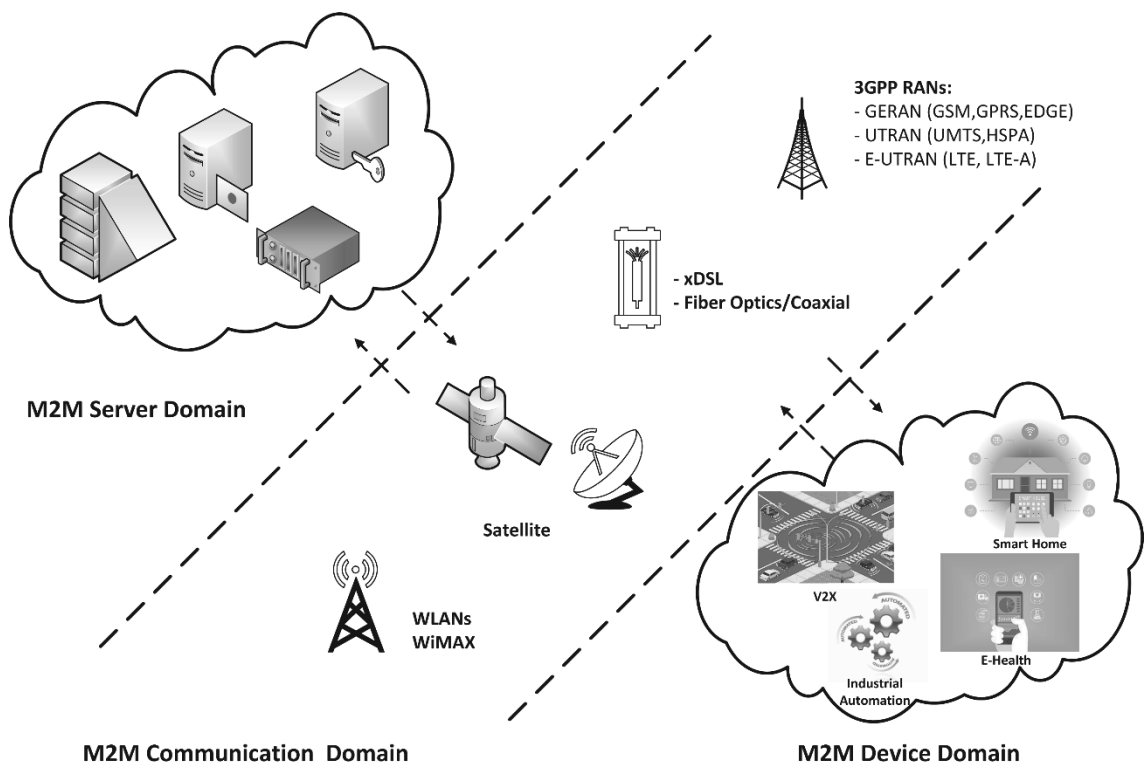 3GPP RANs:
- GERAN (GSM,GPRS,EDGE)
- UTRAN (UMTS,HSPA)
- E-UTRAN (LTE, LTE-A)
- xDSL
- Fiber Optics/Coaxial
M2M Server Domain
Satellite
Smart Home
V2X
AUTOMATED
WLANs
WiMAX
E-Health
Industrial
Automation
M2M Communication Domain
M2M Device Domain